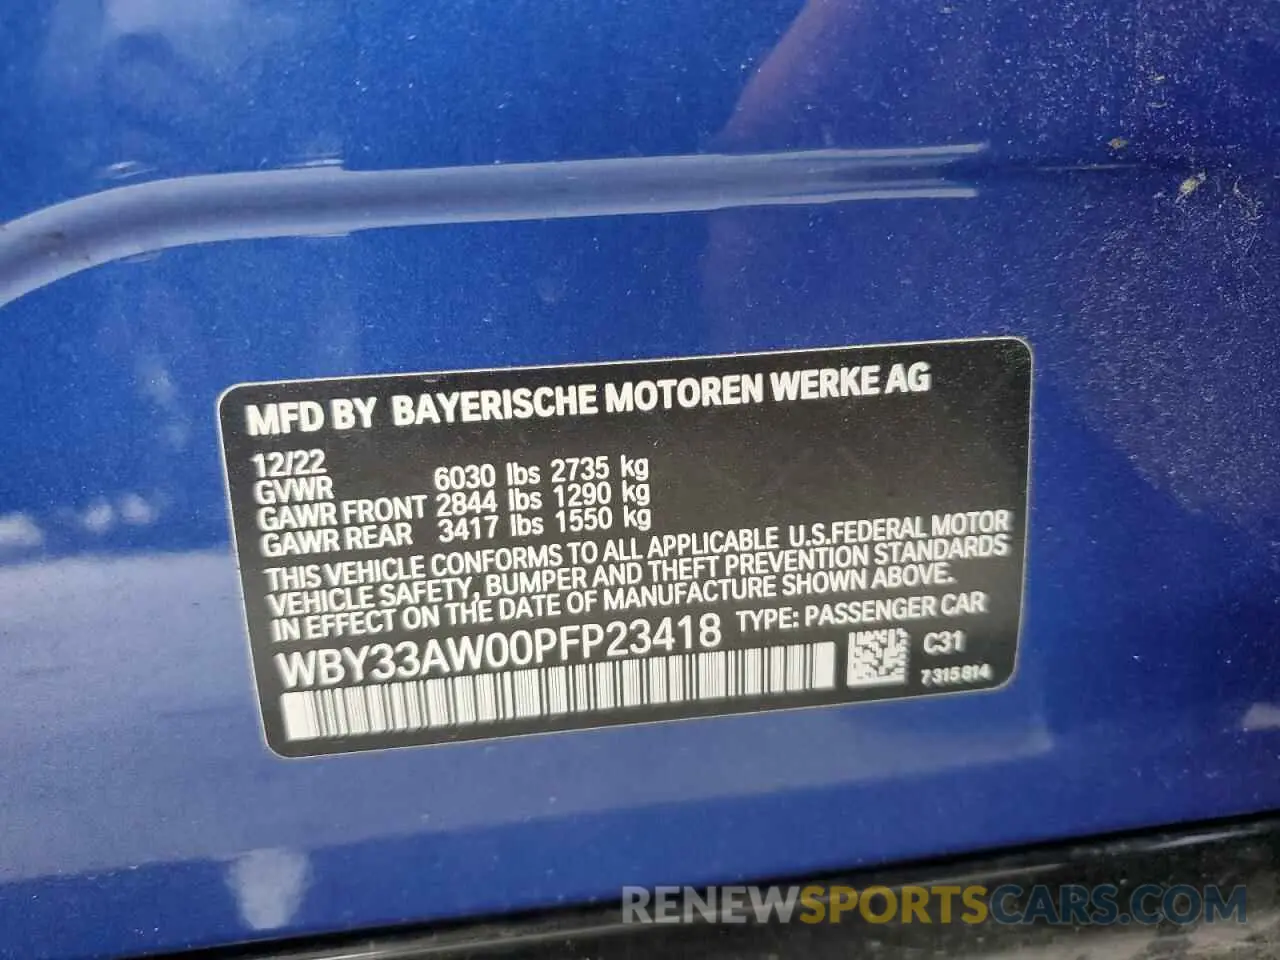 MFD BY BAYERISCHE MOTOREN WERKE AG
12/22
GVWR 6030 lbs 2735 kg
GAWR FRONT 2844 lbs 1290 kg
GAWR REAR 3417 lbs 1550 kg
THIS VEHICLE CONFORMS TO ALL APPLICABLE U.S.FEDERAL MOTOR
VEHICLE SAFETY, BUMPER AND THEFT PREVENTION STANDARDS
IN EFFECT ON THE DATE OF MANUFACTURE SHOWN ABOVE.
WBY33AW00PFP23418 TYPE: PASSENGER CAR
C31
7315814
RENEWSPORTSCARS.COM